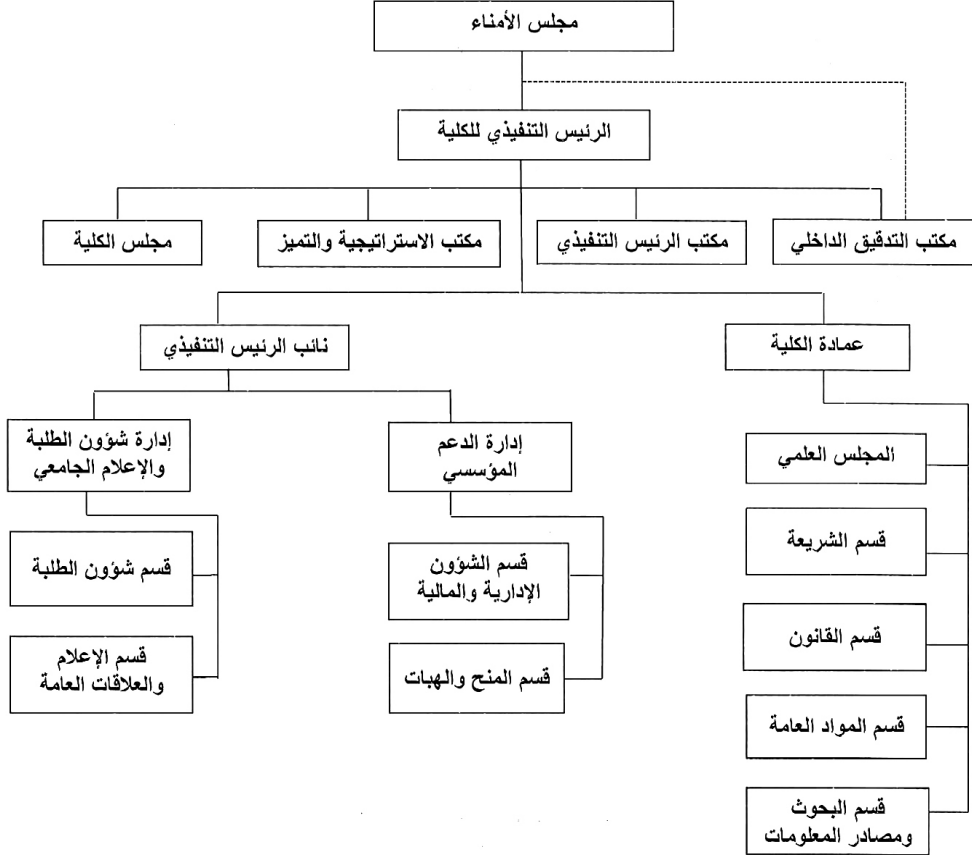 مجلس الأمناء
الرئيس التنفيذي للكلية
مكتب التدقيق الداخلي
مكتب الرئيس التنفيذي
مكتب الاستراتيجية والتميز
مجلس الكلية
عمادة الكلية
نائب الرئيس التنفيذي
المجلس العلمي
قسم الشريعة
قسم القانون
قسم المواد العامة
قسم البحوث
ومصادر المعلومات
إدارة الدعم
المؤسسي
قسم الشؤون
الإدارية والمالية
قسم المنح والهبات
إدارة شؤون الطلبة
والإعلام الجامعي
قسم شؤون الطلبة
قسم الإعلام
والعلاقات العامة